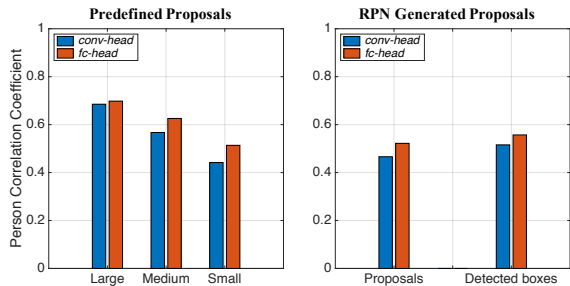 Predefined Proposals
conv-head
fc-head
Person Correlation Coefficient
1
0.8
0.6
0.4
0.2
0
Large Medium Small
RPN Generated Proposals
conv-head
fc-head
1
0.8
0.6
0.4
0.2
0
Proposals Detected boxes